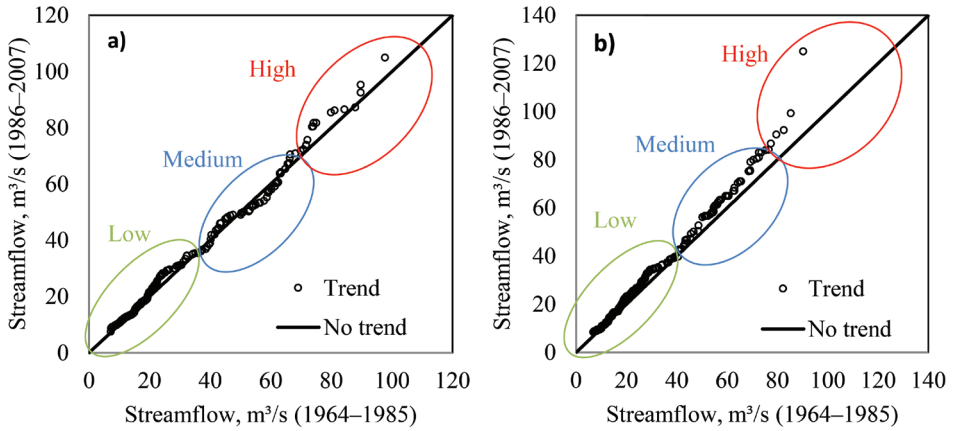 a)
120
100
80
60
40
20
0
0 20 40 60 80 100 120
Streamflow, m³/s (1986–2007)
Streamflow, m³/s (1964–1985)
High
Medium
Low
Trend
No trend
b)
140
120
100
80
60
40
20
0
0 20 40 60 80 100 120 140
Streamflow, m³/s (1986–2007)
Streamflow, m³/s (1964–1985)
High
Medium
Low
Trend
No trend